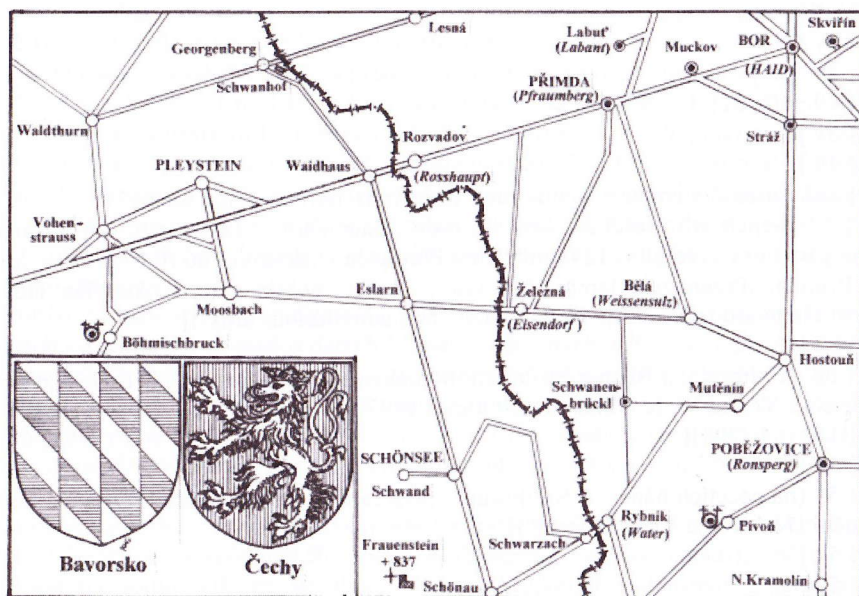 Lesná
Georgenberg
Schwanhof
Labuť
(Labant)
Muckov
BOR
(HAID)
Skviřín
PŘIMDA
(Pfraumberg)
Waldthurn
Rozvadov
(Rosshaupt)
Stráž
PLEYSTEIN
Waidhaus
Vohen-
strauss
Moosbach
Eslarn
Železná
(Eisendorf)
Bělá
(Weissensulz)
Böhmischbruck
Hostouň
Schwanen-
brückl
Mutěnín
SCHÖNSEE
Schwand
POBĚŽOVICE
(Ronsperg)
Rybník
(Water)
Pivoň
Schwarzach
Bavorsko
Čechy
Frauenstein
+ 837
Schönau
N.Kramolín